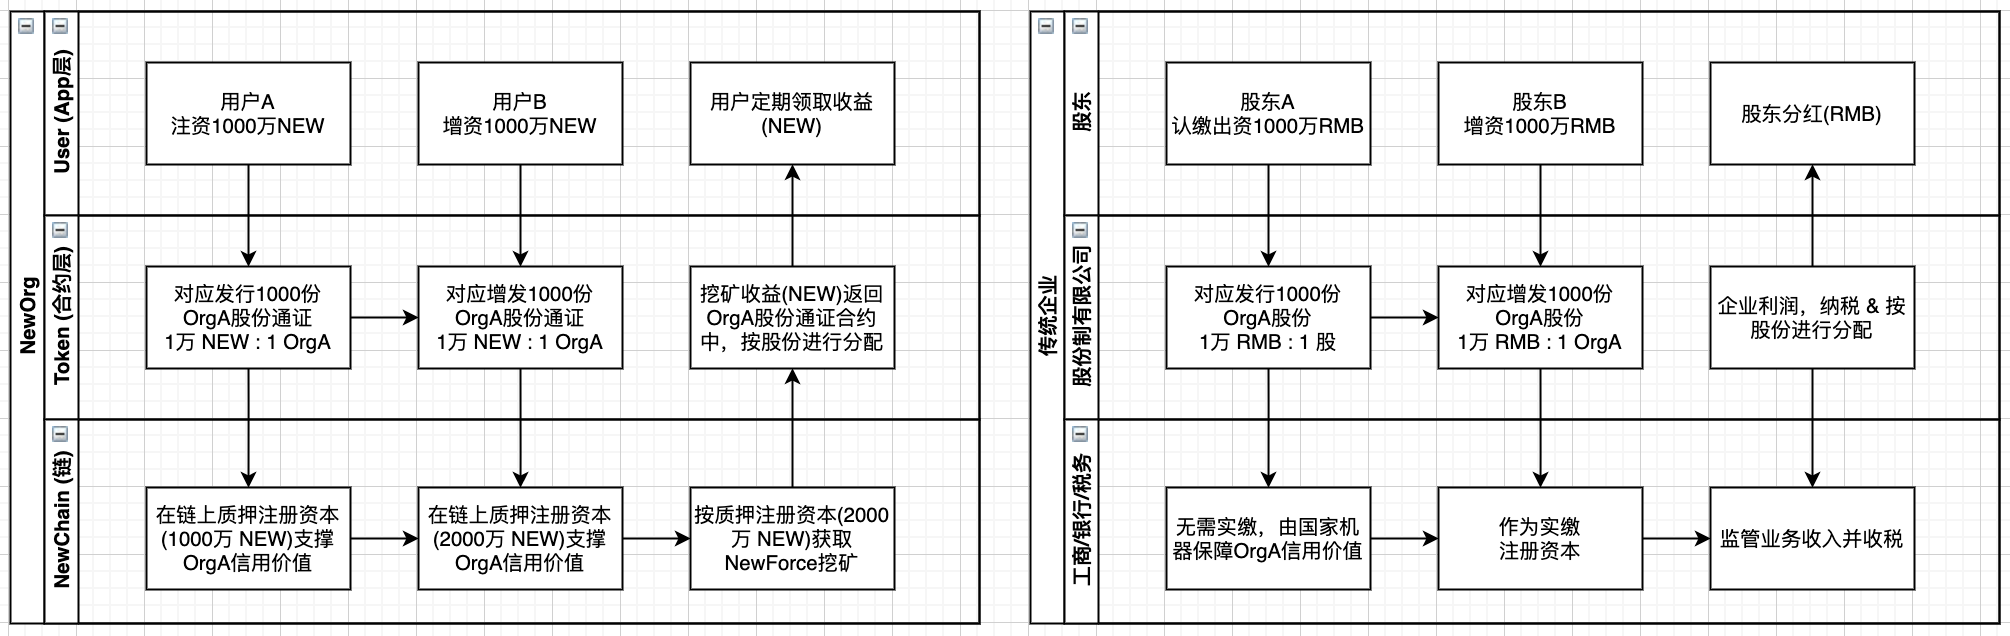 NewOrg
User (App层)
用户A
注资1000万NEW
用户B
增资1000万NEW
用户定期领取收益
(NEW)
Token (合约层)
对应发行1000份
OrgA股份通证
1万 NEW : 1 OrgA
对应增发1000份
OrgA股份通证
1万 NEW : 1 OrgA
挖矿收益(NEW)返回
OrgA股份通证合约
中，按股份进行分配
NewChain (链)
在链上质押注册资本
(1000万 NEW)支撑
OrgA信用价值
在链上质押注册资本
(2000万 NEW)支撑
OrgA信用价值
按质押注册资本(2000
万 NEW)获取
NewForce挖矿
传统企业
股东
股东A
认缴出资1000万RMB
股东B
增资1000万RMB
股东分红(RMB)
股份制有限公司
对应发行1000份
OrgA股份
1万 RMB : 1 股
对应增发1000份
OrgA股份
1万 RMB : 1 OrgA
企业利润，纳税 & 按
股份进行分配
工商/银行/税务
无需实缴，由国家机
器保障OrgA信用价值
作为实缴
注册资本
监管业务收入并收税